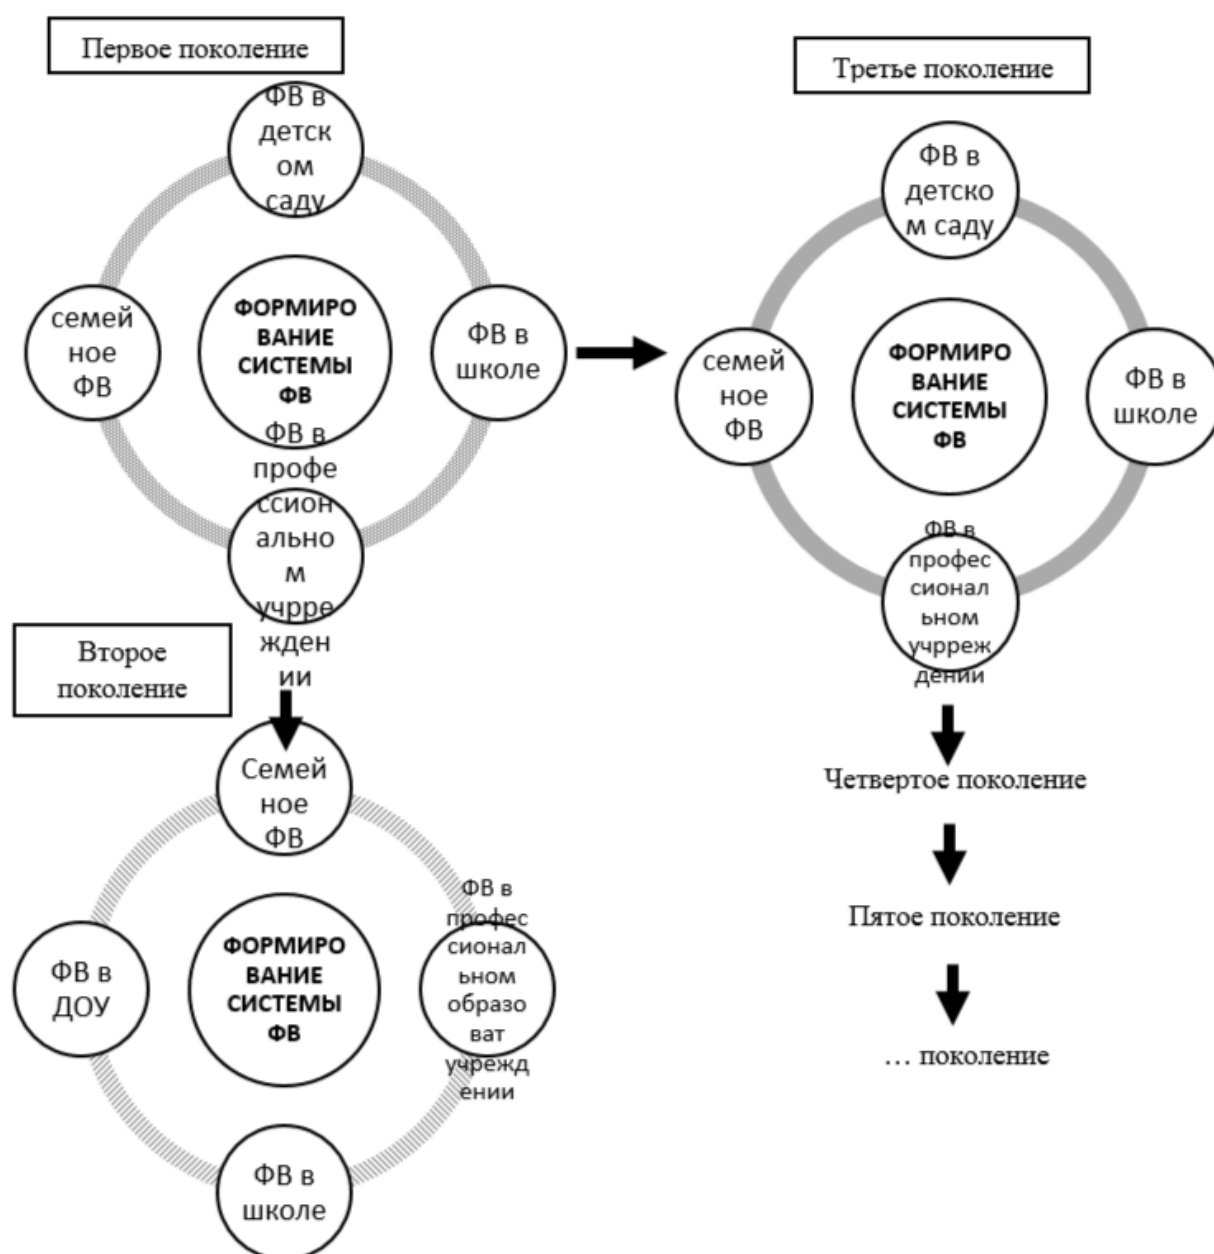 Первое поколение
ФВ в
детск
ом
саду
семей
ное
ФВ
ФОРМИРО
ВАНИЕ
СИСТЕМЫ
ФВ
ФВ в
школе
ФВ в
профе
ссион
ально
м
учрре
жден
ии
Второе
поколение
Семей
ное
ФВ
ФВ в
ДОУ
ФОРМИРО
ВАНИЕ
СИСТЕМЫ
ФВ
ФВ в
профес
сионал
ьном
образо
ват
учрежд
ении
ФВ в
школе
Третье поколение
ФВ в
детско
м саду
семей
ное
ФВ
ФОРМИРО
ВАНИЕ
СИСТЕМЫ
ФВ
ФВ в
школе
ФВ в
профес
сионал
ьном
учрреж
дении
Четвертое поколение
Пятое поколение
... поколение